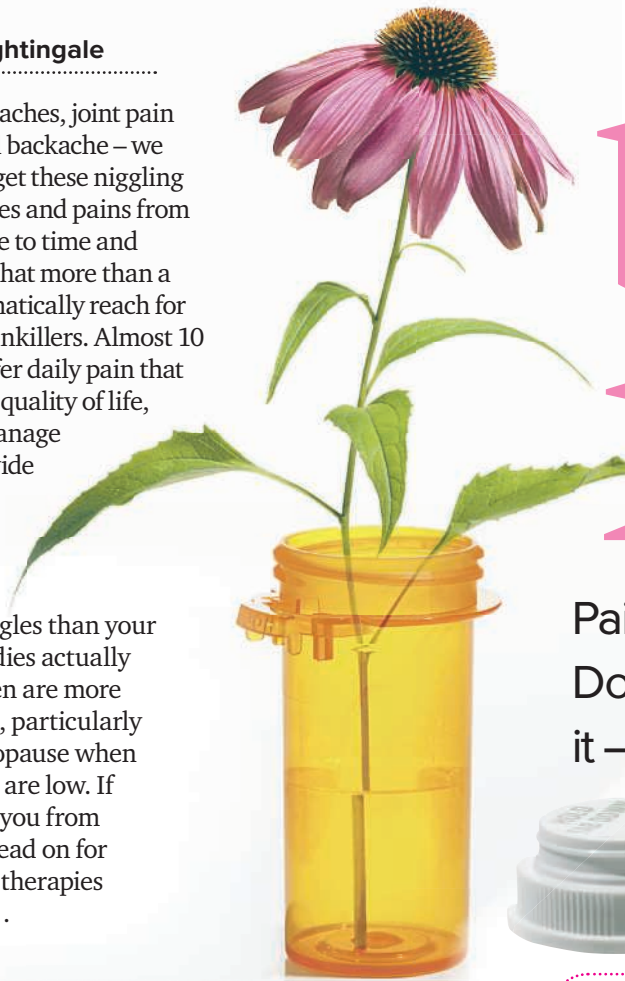 ghtingale
aches, joint pain
backache – we
get these niggling
es and pains from
e to time and
hat more than a
matically reach for
nkillers. Almost 10
fer daily pain that
quality of life,
anage
ide
gles than your
dies actually
en are more
, particularly
opause when
are low. If
you from
ead on for
therapies
.
Pai
Do
it –